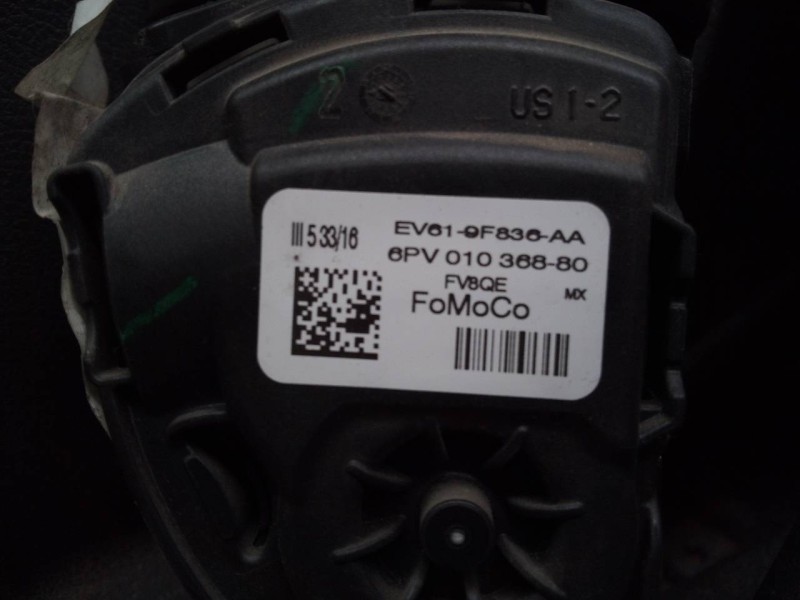 2 US 1-2
III 5 33/16
EV61-9F836-AA
6PV 010 368-80
FV8QE
MX
FoMoCo